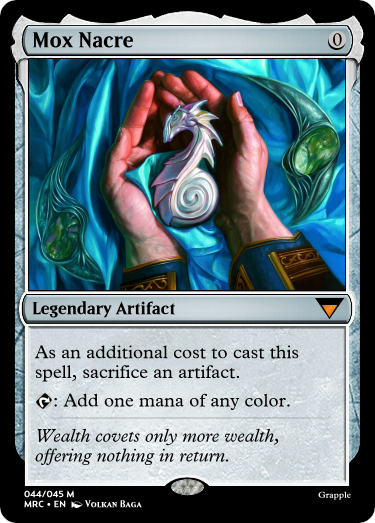 Mox Nacre 0
Legendary Artifact
As an additional cost to cast this
spell, sacrifice an artifact.
: Add one mana of any color.
Wealth covets only more wealth,
offering nothing in return.
044/045 M
MRC • EN Volkan Baga
Grapple